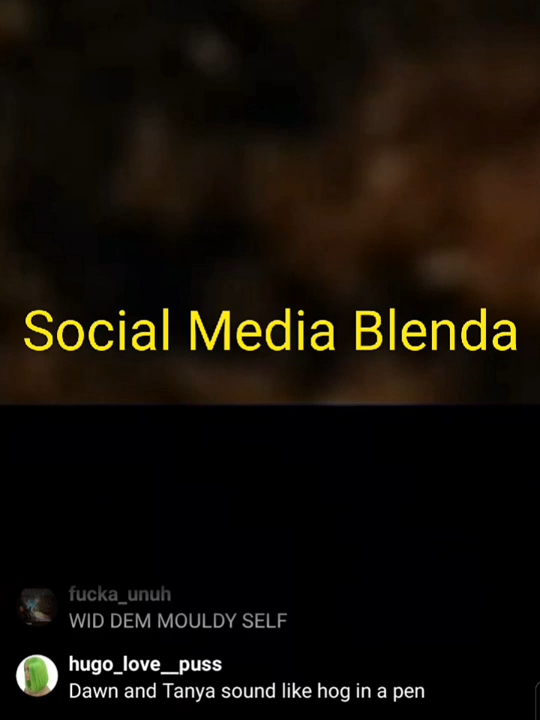 Social Media Blenda
fucka_unuh
WID DEM MOULDY SELF
hugo_love__puss
Dawn and Tanya sound like hog in a pen